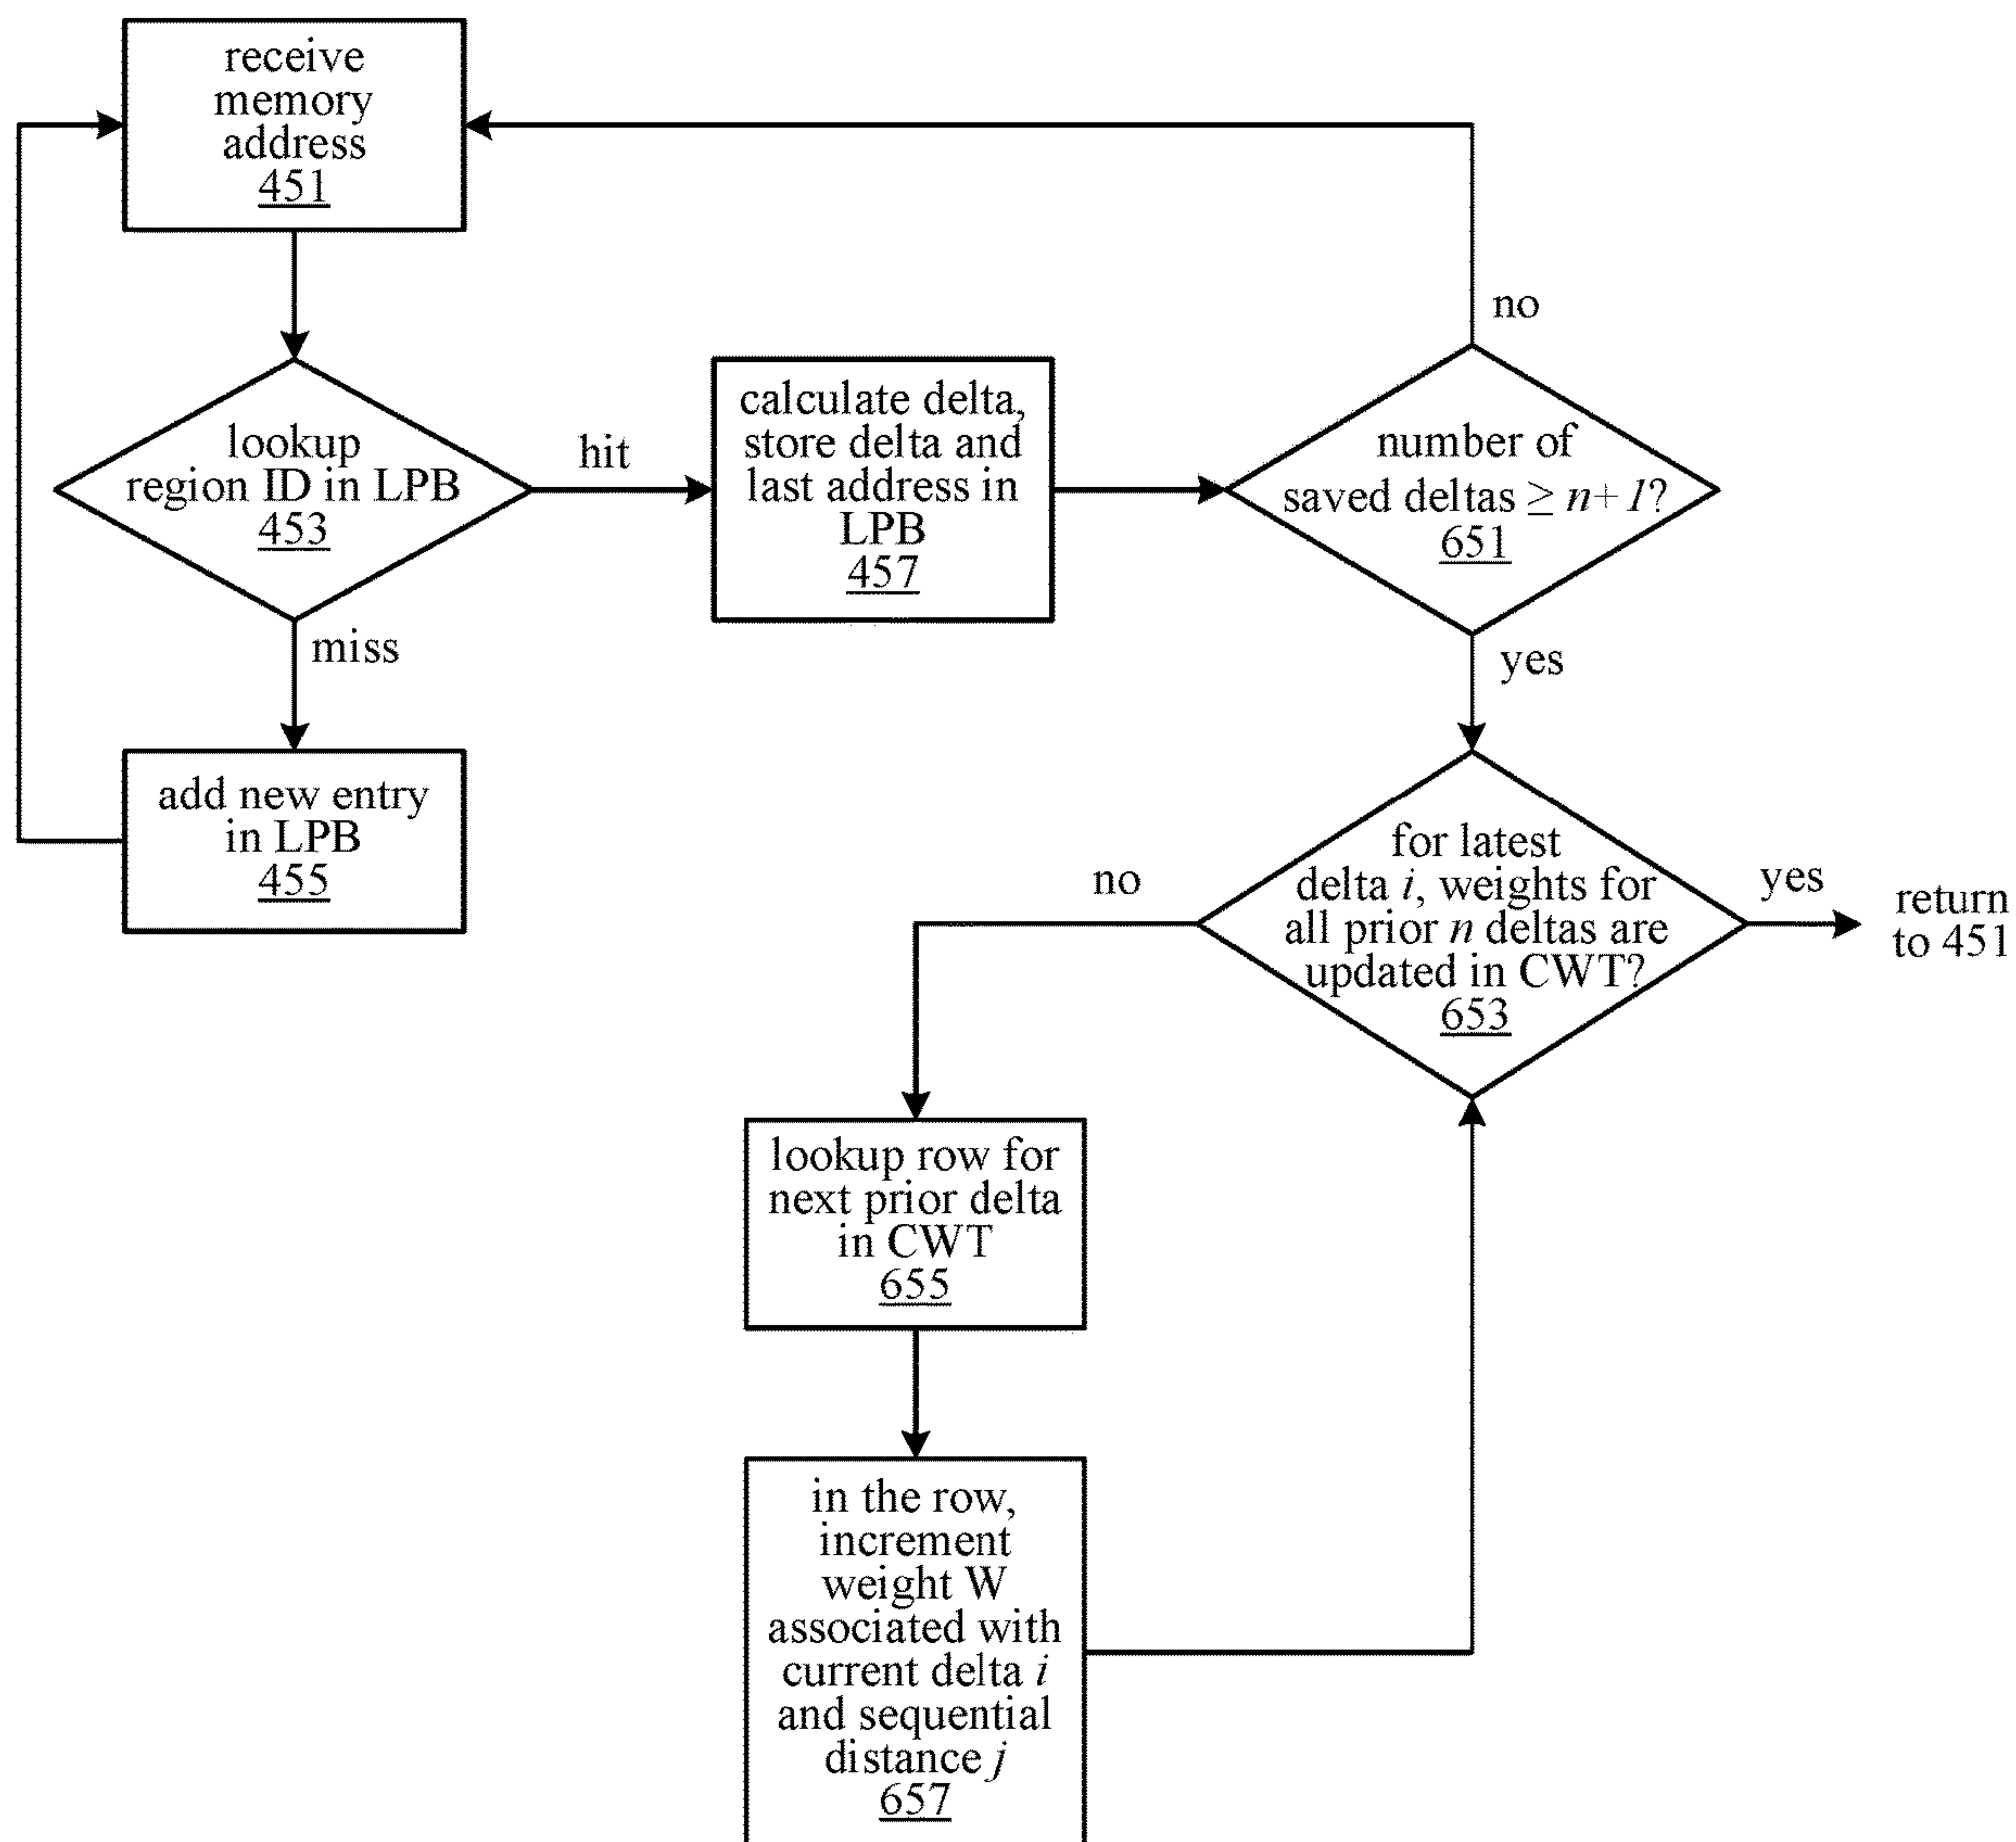 receive
memory
address
451
no
lookup
region ID in LPB
453
hit
calculate delta,
store delta and
last address in
LPB
457
number of
saved deltas ≥ n+1?
651
miss
yes
add new entry
in LPB
455
for latest
delta i, weights for
all prior n deltas are
updated in CWT?
653
no
yes
return
to 451
lookup row for
next prior delta
in CWT
655
in the row,
increment
weight W
associated with
current delta i
and sequential
distance j
657